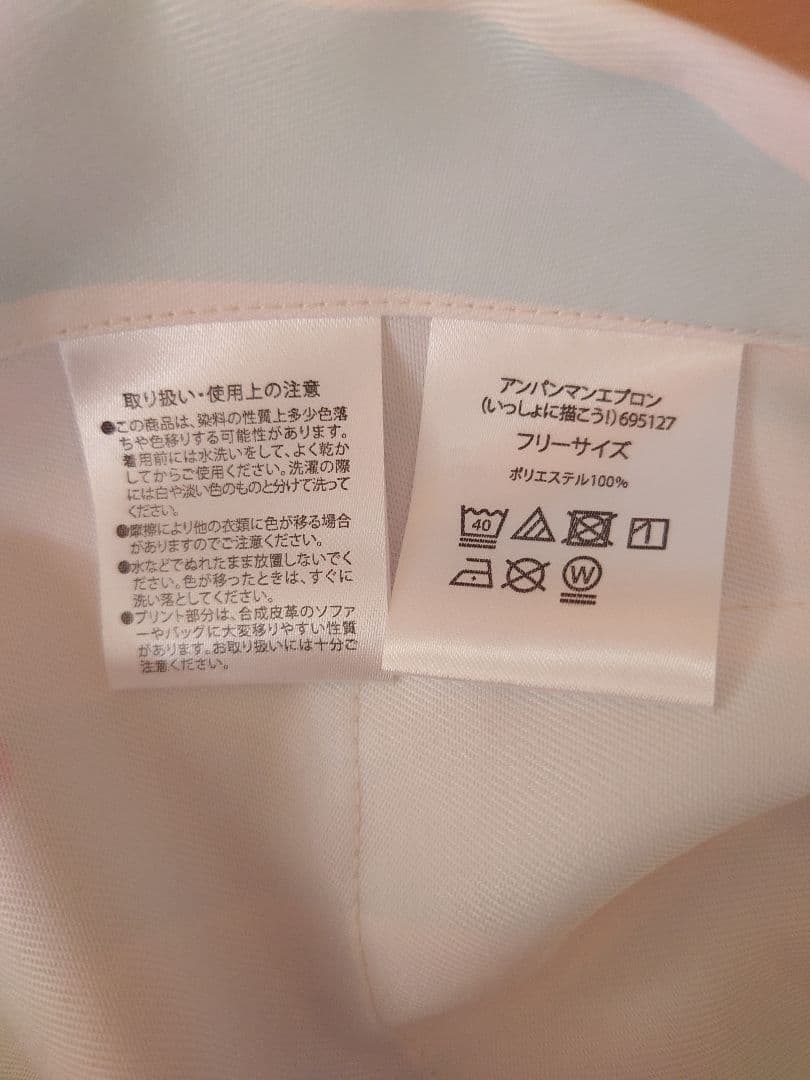 取り扱い・使用上の注意
●この商品は、染料の性質上多少色落
ちや色移りする可能性があります。
着用前には水洗いをして、よく乾か
してからご使用ください。洗濯の際
には白や淡い色のものと分けて洗って
ください。
●摩擦により他の衣類に色が移る場合
がありますのでご注意ください。
●水などでぬれたまま放置しないでく
ださい。色が移ったときは、すぐに
洗い落としてください。
●プリント部分は、合成皮革のソファ
ーやバッグに大変移りやすい性質
があります。お取り扱いには十分ご
注意ください。
アンパンマンエプロン
(いっしょに描こう!)695127
フリーサイズ
ポリエステル100%
40
W